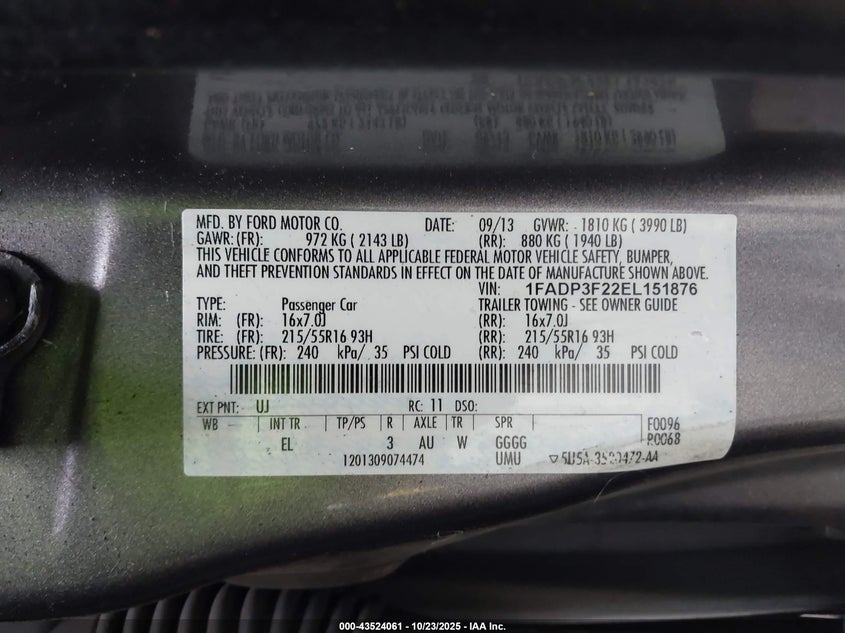 MFD. BY FORD MOTOR CO. DATE: 09/13 GVWR: 1810 KG ( 3990 LB)
GAWR: (FR): 972 KG ( 2143 LB) (RR): 880 KG ( 1940 LB)
THIS VEHICLE CONFORMS TO ALL APPLICABLE FEDERAL MOTOR VEHICLE SAFETY, BUMPER,
AND THEFT PREVENTION STANDARDS IN EFFECT ON THE DATE OF MANUFACTURE SHOWN ABOVE.
VIN: 1FADP3F22EL151876
TYPE: Passenger Car TRAILER TOWING - SEE OWNER GUIDE
RIM: (FR): 16x7.0J (RR): 16x7.0J
TIRE: (FR): 215/55R16 93H (RR): 215/55R16 93H
PRESSURE: (FR): 240 kPa/ 35 PSI COLD (RR): 240 kPa/ 35 PSI COLD
EXT PNT: UJ RC: 11 DSO:
WB INT TR TP/PS R AXLE TR SPR F0096
EL 3 AU W GGGG R0068
1201309074474 UMU
000-43524061 - 10/23/2025 - IAA Inc.